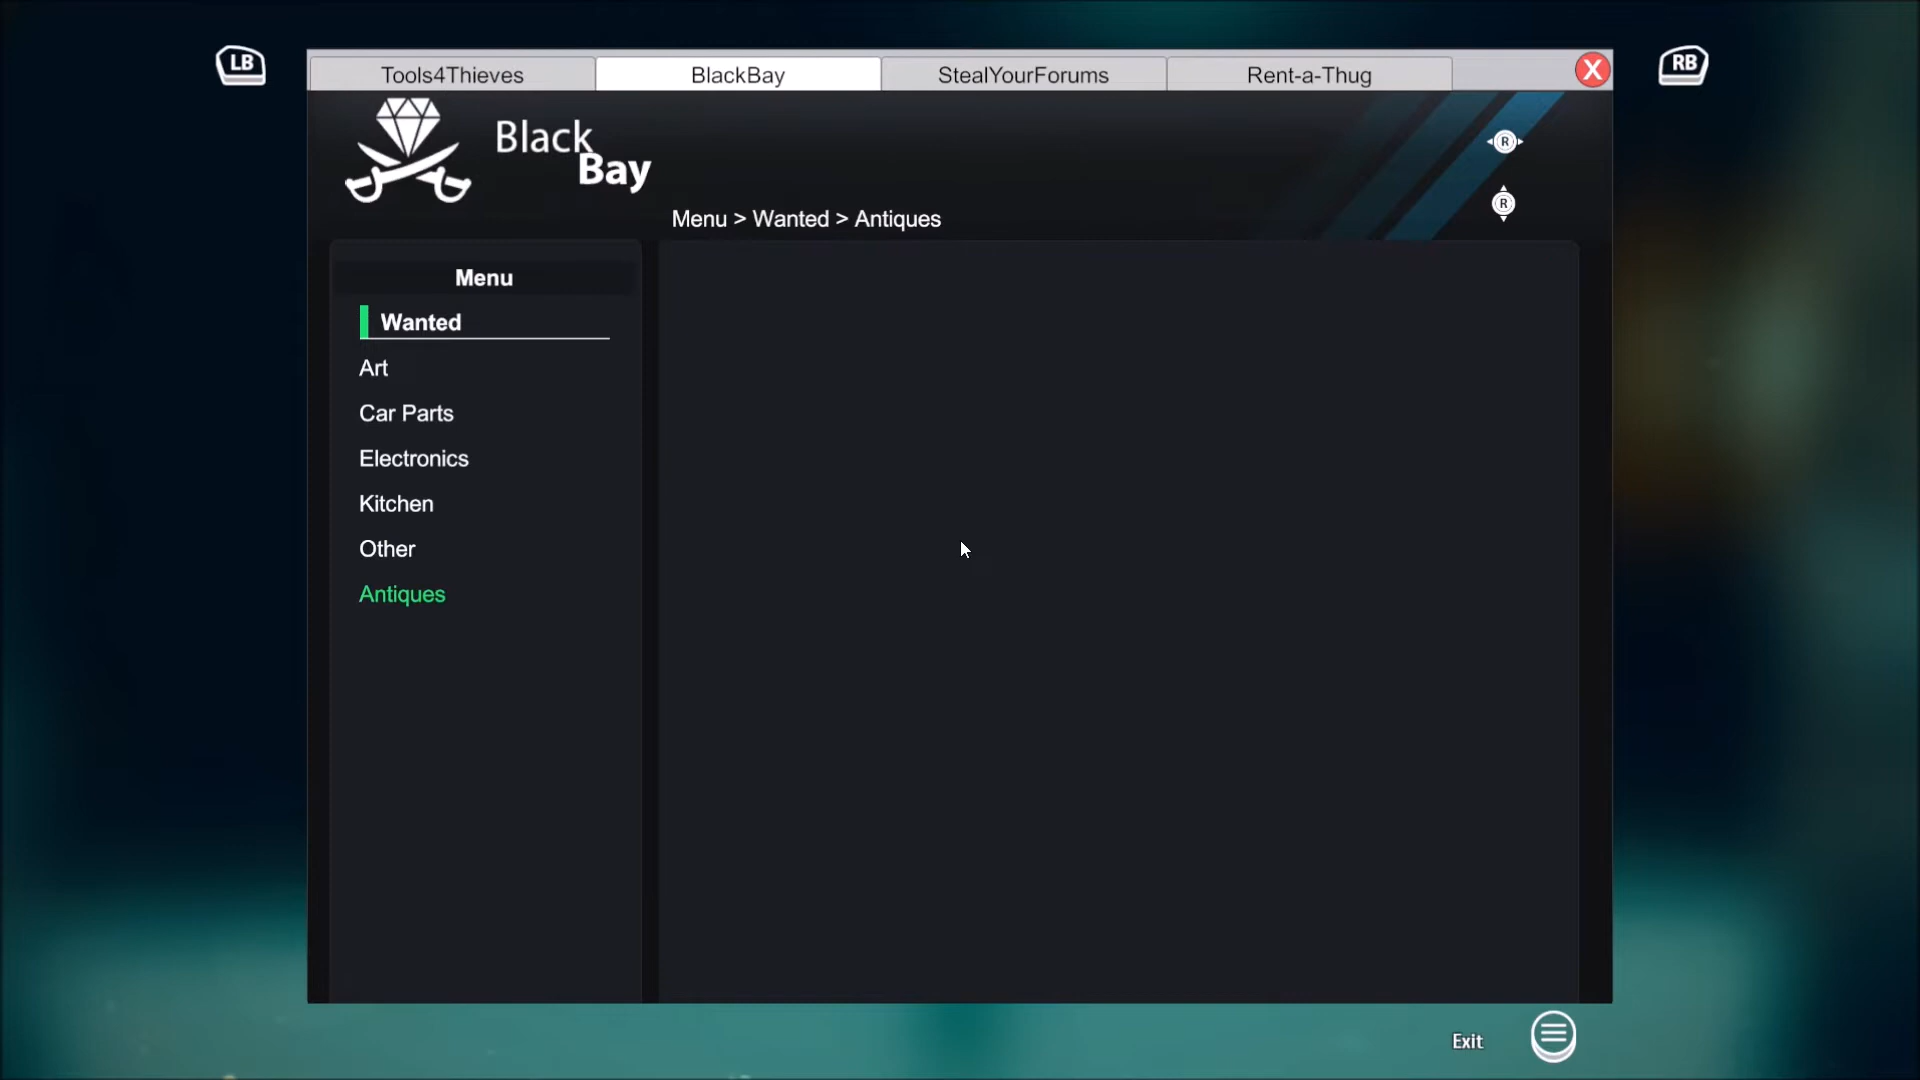 LB
Tools4Thieves
BlackBay
StealYourForums
Rent-a-Thug
X
RB
Black
Bay
R
R
Menu > Wanted > Antiques
Menu
Wanted
Art
Car Parts
Electronics
Kitchen
Other
Antiques
Exit